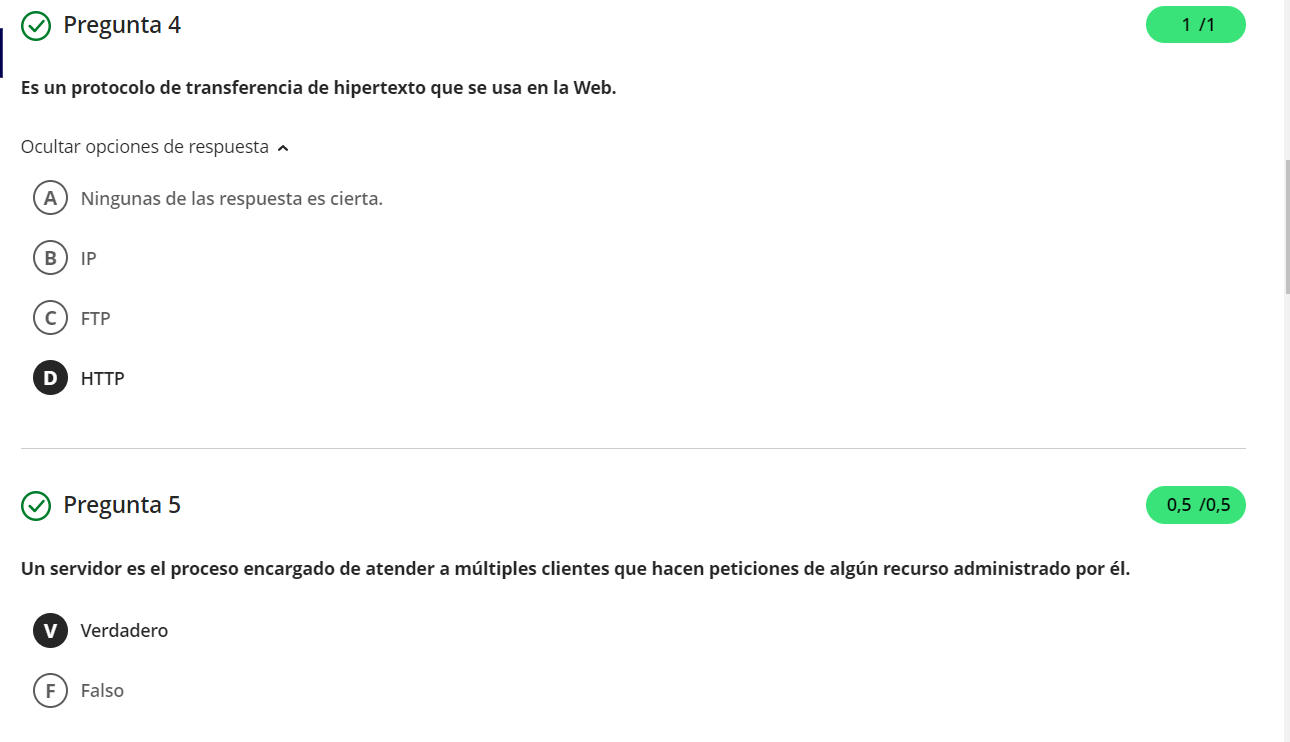 Pregunta 4
1 /1
Es un protocolo de transferencia de hipertexto que se usa en la Web.
Ocultar opciones de respuesta
A Ningunas de las respuesta es cierta.
B IP
C FTP
D HTTP
Pregunta 5
0,5 /0,5
Un servidor es el proceso encargado de atender a múltiples clientes que hacen peticiones de algún recurso administrado por él.
V Verdadero
F Falso